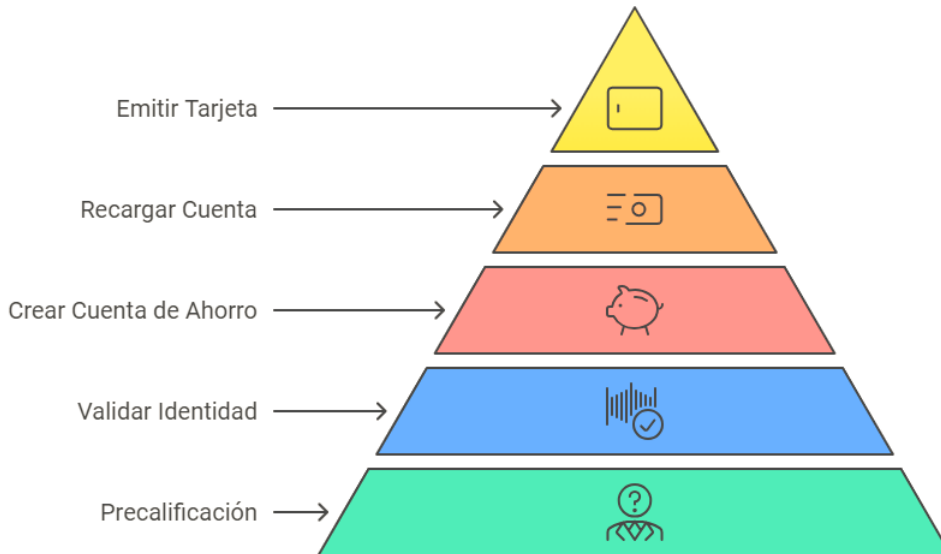 Emitir Tarjeta
Recargar Cuenta
Crear Cuenta de Ahorro
Validar Identidad
Precalificación